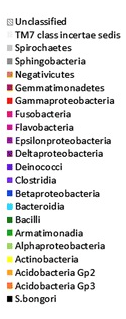 Unclassified
TM7 class incertae sedis
Spirochaetes
Sphingobacteria
Negativicutes
Gemmatimonadetes
Gammaproteobacteria
Fusobacteria
Flavobacteria
Epsilonproteobacteria
Deltaproteobacteria
Deinococci
Clostridia
Betaproteobacteria
Bacteroidia
Bacilli
Armatimonadia
Alphaproteobacteria
Actinobacteria
Acidobacteria Gp2
Acidobacteria Gp3
S.bongori